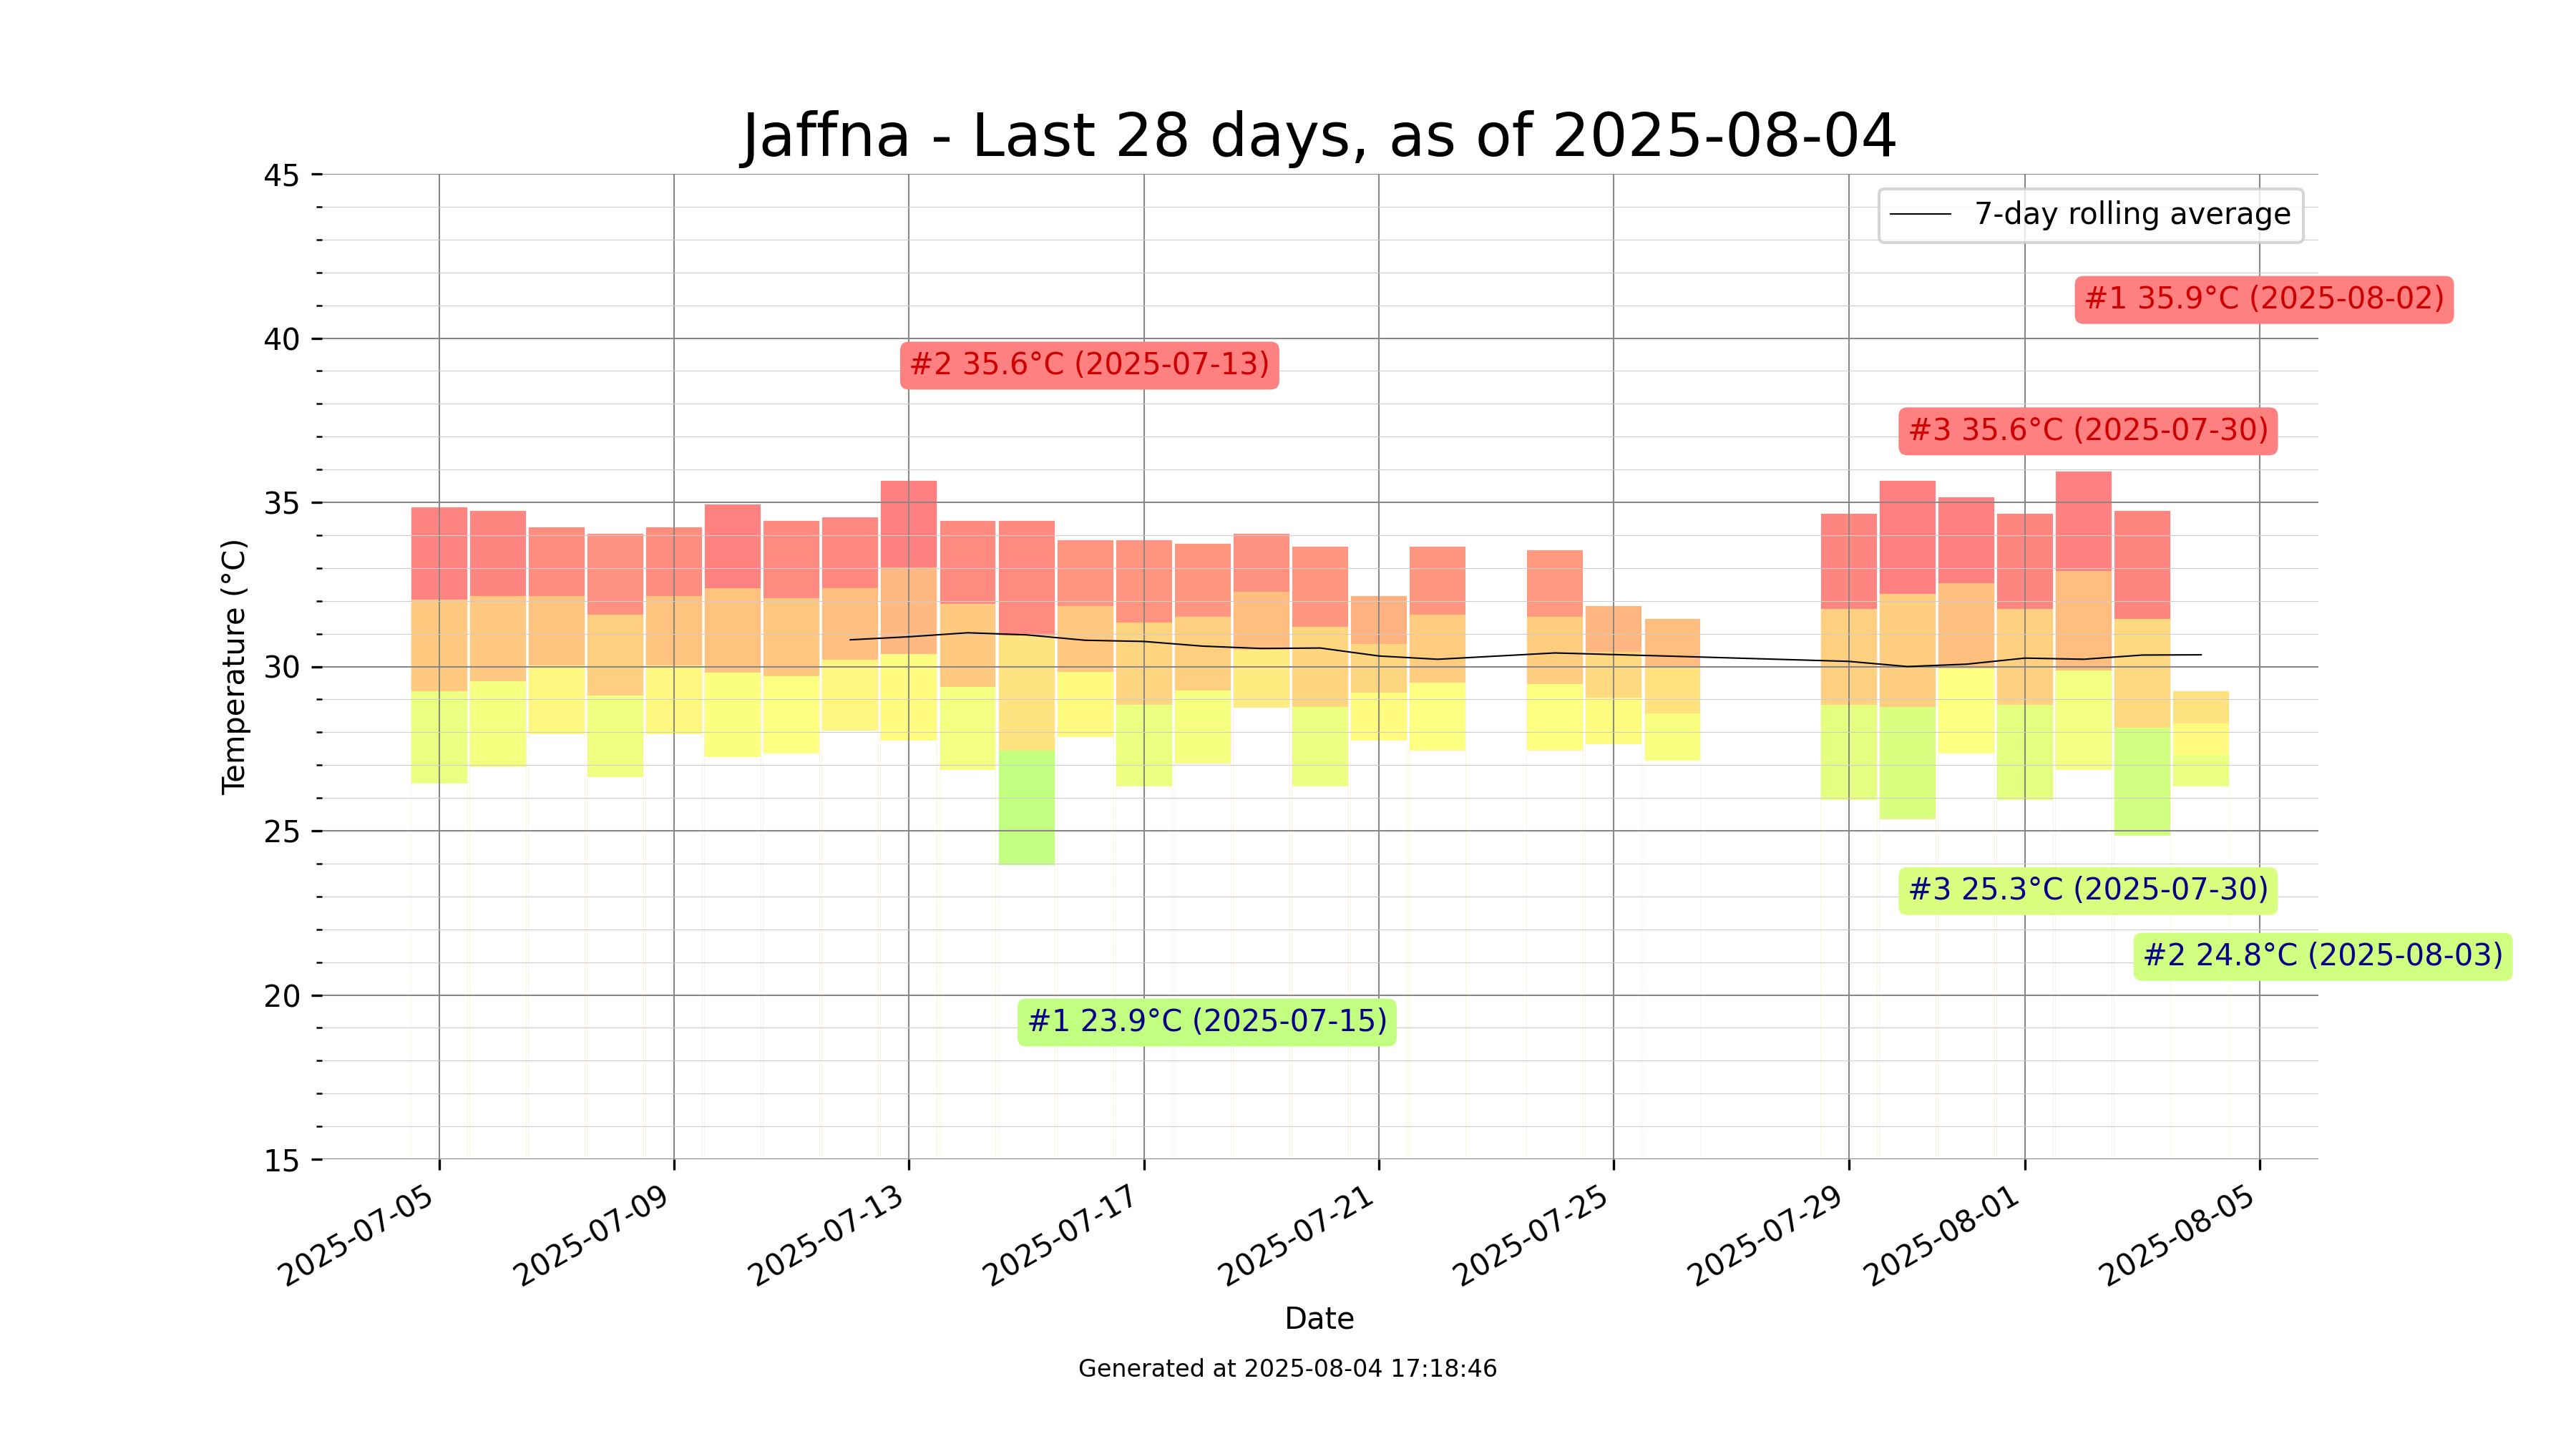 Jaffna - Last 28 days, as of 2025-08-04
7-day rolling average
#1 35.9°C (2025-08-02)
#2 35.6°C (2025-07-13)
#3 35.6°C (2025-07-30)
#3 25.3°C (2025-07-30)
#2 24.8°C (2025-08-03)
#1 23.9°C (2025-07-15)
Temperature (°C)
45
40
35
30
25
20
15
2025-07-05
2025-07-09
2025-07-13
2025-07-17
2025-07-21
2025-07-25
2025-07-29
2025-08-01
2025-08-05
Date
Generated at 2025-08-04 17:18:46